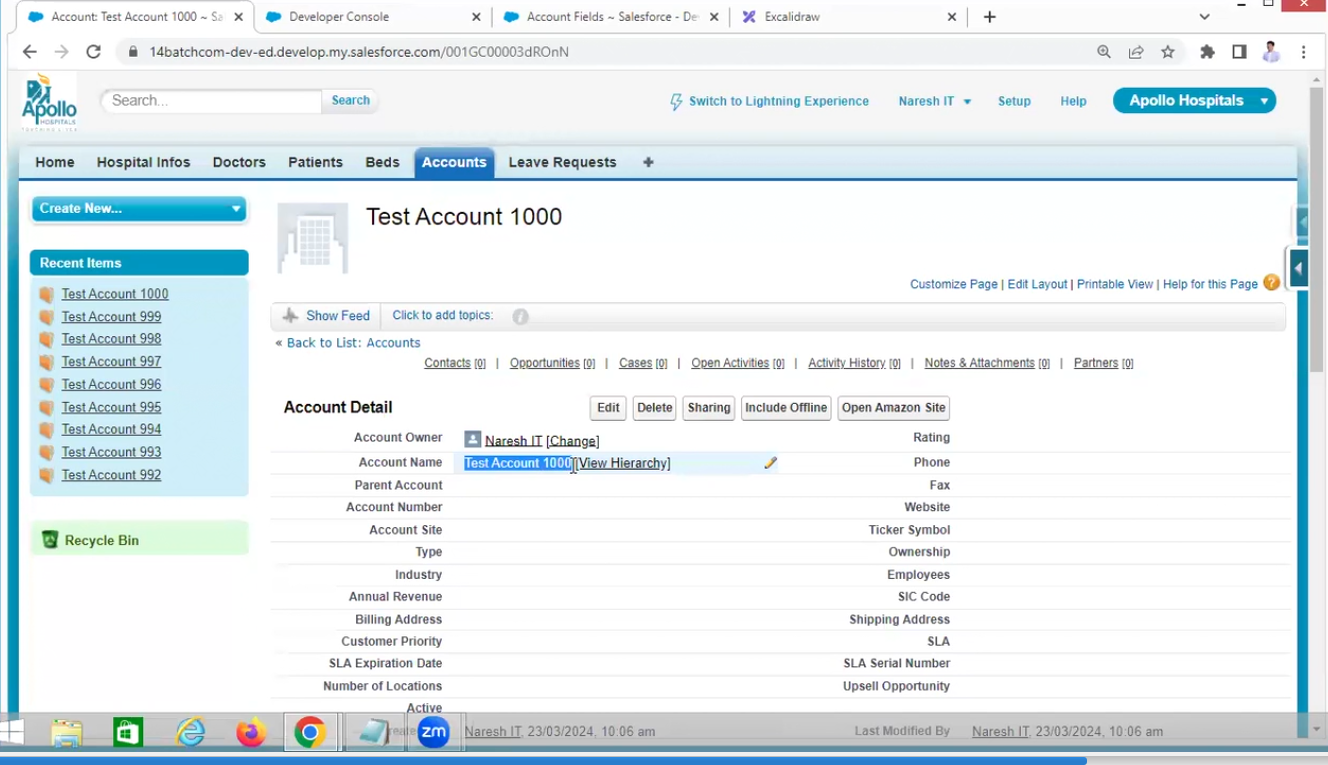 Account: Test Account 1000 ~ Sa
Developer Console
Account Fields ~ Salesforce - De
Excalidraw
14batchcom-dev-ed.develop.my.salesforce.com/001GC00003dROnN
Apollo
HOSPITALS
Search...
Search
Switch to Lightning Experience
Naresh IT
Setup
Help
Apollo Hospitals
Home
Hospital Infos
Doctors
Patients
Beds
Accounts
Leave Requests
Create New...
Recent Items
Test Account 1000
Test Account 999
Test Account 998
Test Account 997
Test Account 996
Test Account 995
Test Account 994
Test Account 993
Test Account 992
Recycle Bin
Test Account 1000
Customize Page | Edit Layout | Printable View | Help for this Page ?
Show Feed
Click to add topics:
« Back to List: Accounts
Contacts [0] | Opportunities [0] | Cases [0] | Open Activities [0] | Activity History [0] | Notes & Attachments [0] | Partners [0]
Account Detail
Edit
Delete
Sharing
Include Offline
Open Amazon Site
Account Owner Naresh IT [Change] Rating
Account Name Test Account 1000 [View Hierarchy] Phone
Parent Account Fax
Account Number Website
Account Site Ticker Symbol
Type Ownership
Industry Employees
Annual Revenue SIC Code
Billing Address Shipping Address
Customer Priority SLA
SLA Expiration Date SLA Serial Number
Number of Locations Upsell Opportunity
Active
Naresh IT, 23/03/2024, 10:06 am Last Modified By Naresh IT, 23/03/2024, 10:06 am
zm